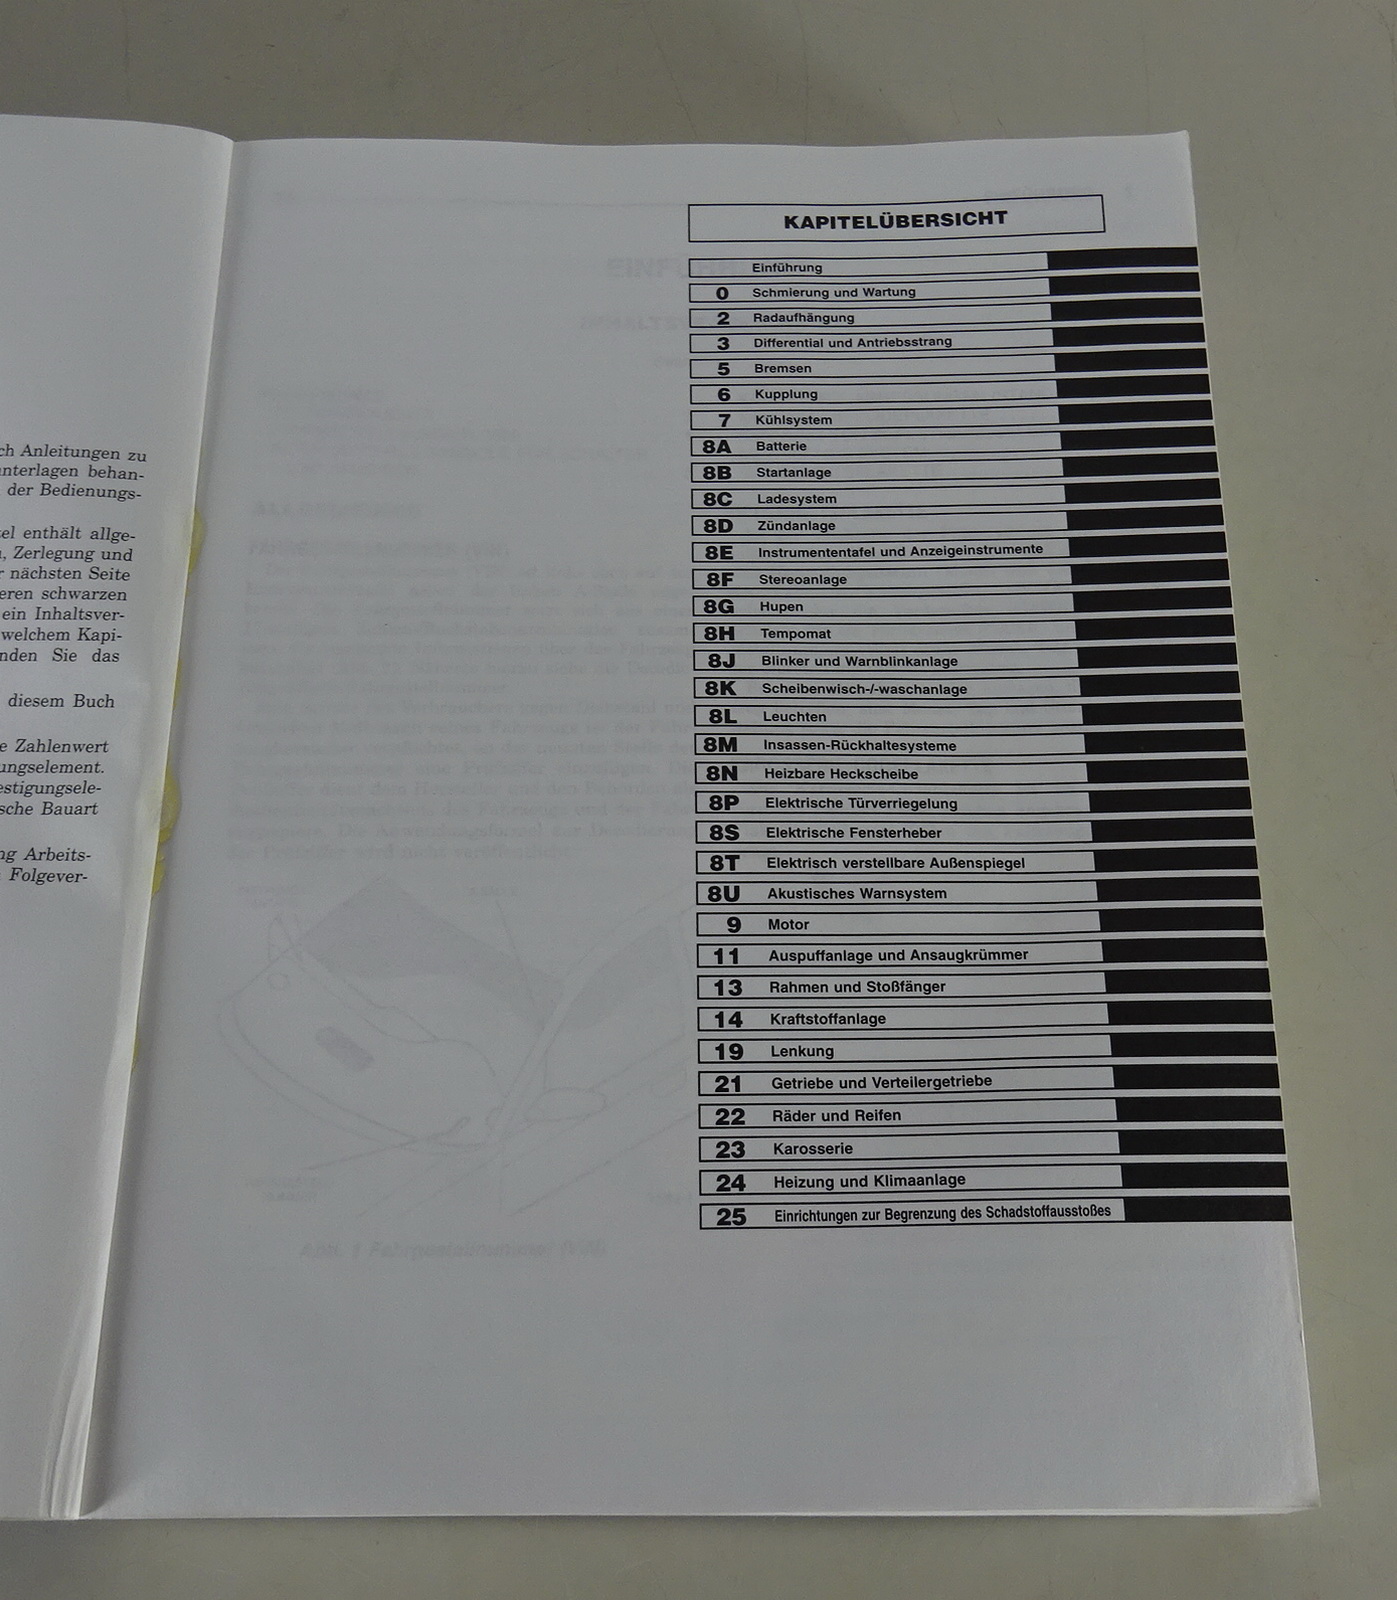 ch Anleitungen zu
nterlagen behan-
der Bedienungs-
el enthält allge-
, Zerlegung und
r nächsten Seite
eren schwarzen
ein Inhaltsver-
welchem Kapi-
nden Sie das
diesem Buch
e Zahlenwert
ungselement.
estigungsele-
sche Bauart
ng Arbeits-
Folgever-
KAPITELÜBERSICHT
Einführung
0 Schmierung und Wartung
2 Radaufhängung
3 Differential und Antriebsstrang
5 Bremsen
6 Kupplung
7 Kühlsystem
8A Batterie
8B Startanlage
8C Ladesystem
8D Zündanlage
8E Instrumententafel und Anzeigeinstrumente
8F Stereoanlage
8G Hupen
8H Tempomat
8J Blinker und Warnblinkanlage
8K Scheibenwisch-/-waschanlage
8L Leuchten
8M Insassen-Rückhaltesysteme
8N Heizbare Heckscheibe
8P Elektrische Türverriegelung
8S Elektrische Fensterheber
8T Elektrisch verstellbare Außenspiegel
8U Akustisches Warnsystem
9 Motor
11 Auspuffanlage und Ansaugkrümmer
13 Rahmen und Stoßfänger
14 Kraftstoffanlage
19 Lenkung
21 Getriebe und Verteilergetriebe
22 Räder und Reifen
23 Karosserie
24 Heizung und Klimaanlage
25 Einrichtungen zur Begrenzung des Schadstoffausstoßes